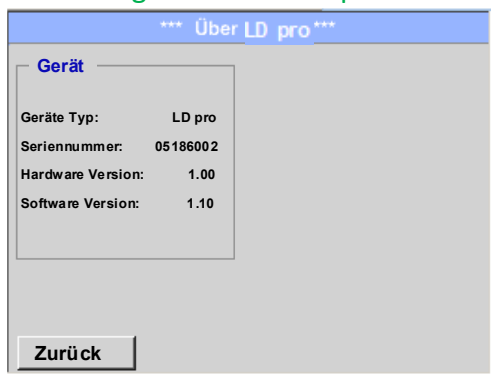 *** Über LD pro ***
Gerät
Geräte Typ: LD pro
Seriennummer: 05186002
Hardware Version: 1.00
Software Version: 1.10
Zurück